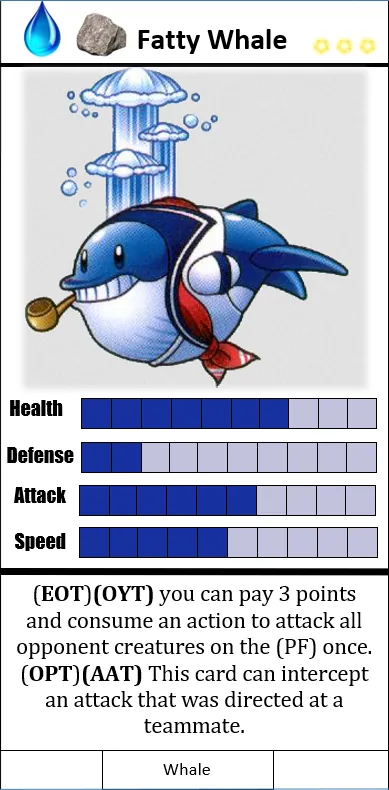 Fatty Whale
Health
Defense
Attack
Speed
(EOT)(OYT) you can pay 3 points
and consume an action to attack all
opponent creatures on the (PF) once.
(OPT)(AAT) This card can intercept
an attack that was directed at a
teammate.
Whale